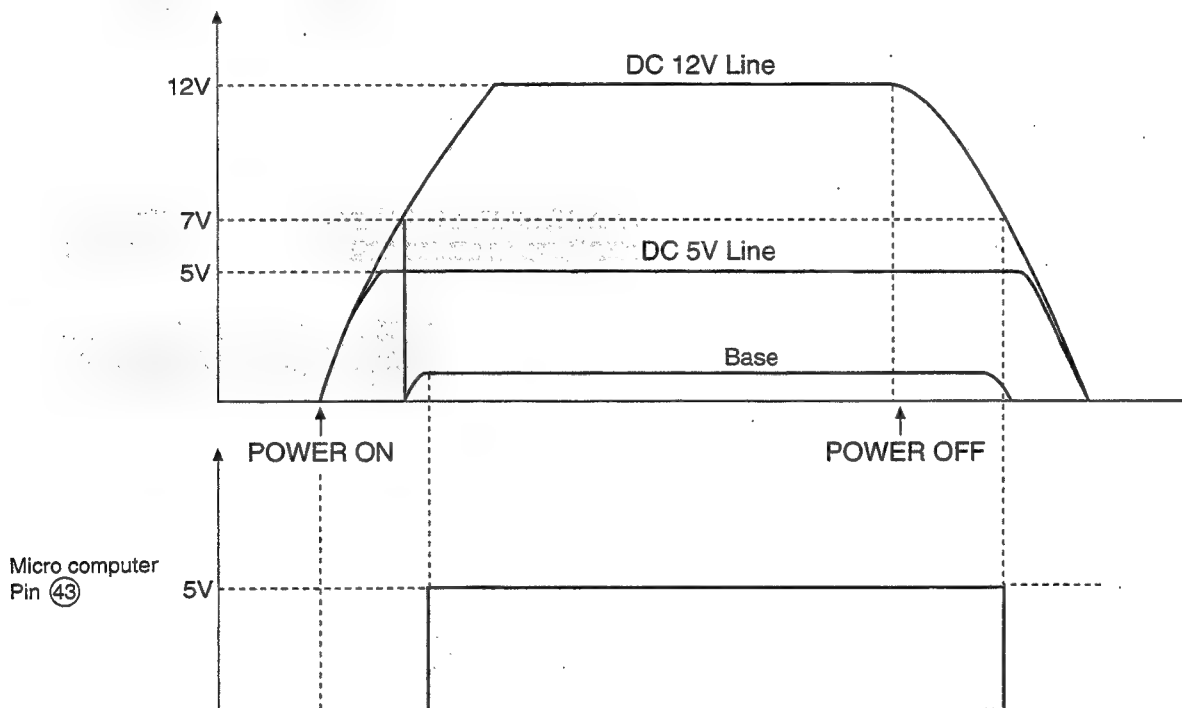 DC 12V Line
12V
7V
5V
DC 5V Line
Base
POWER ON
POWER OFF
Micro computer
Pin 43
5V